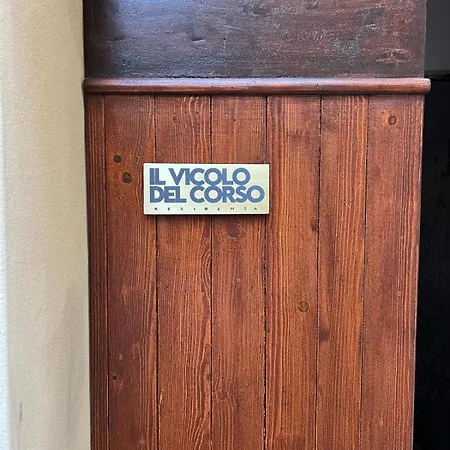 IL VICOLO
DEL CORSO
RESIDENZA